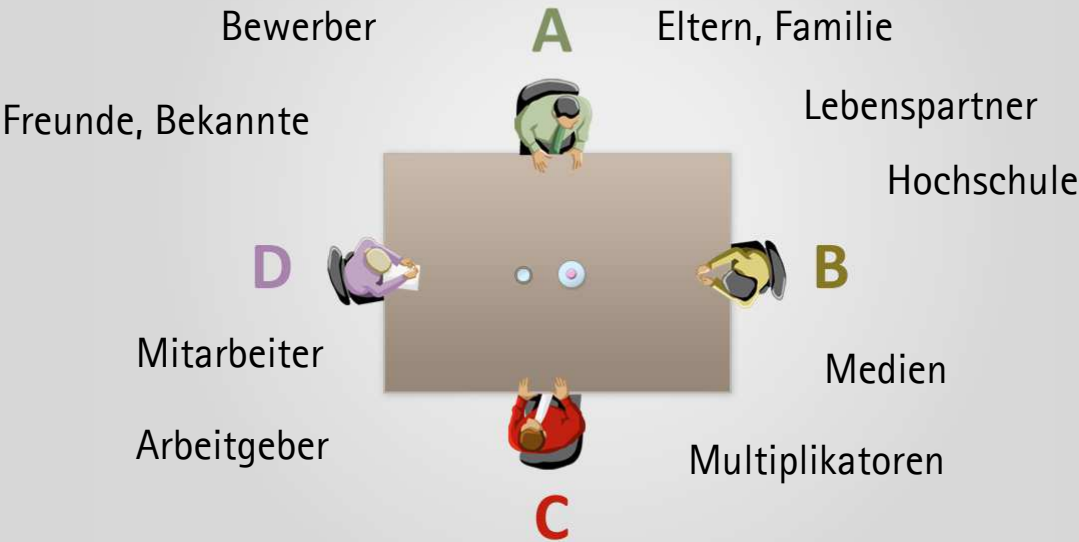 Bewerber
A
Eltern, Familie
Freunde, Bekannte
Lebenspartner
Hochschule
D
B
Mitarbeiter
Medien
Arbeitgeber
Multiplikatoren
C